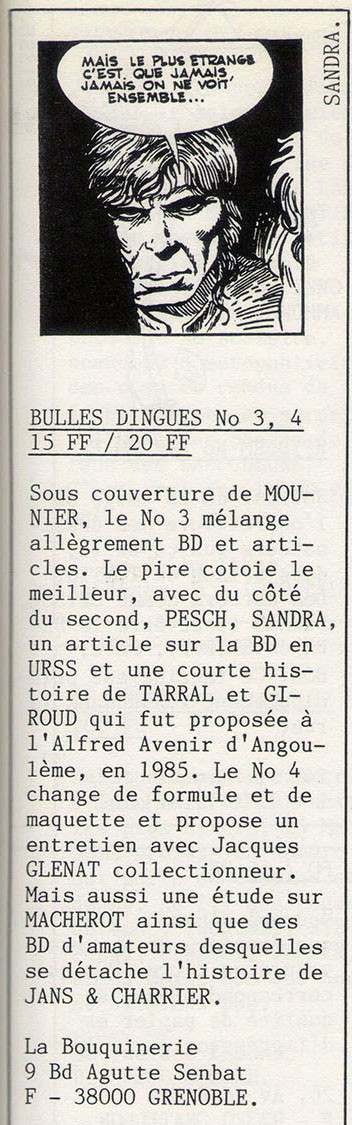 MAIS LE PLUS ETRANGE
C'EST, QUE JAMAIS,
JAMAIS ON NE VOIT
ENSEMBLE...
SANDRA.
BULLES DINGUES No 3, 4
15 FF / 20 FF
Sous couverture de MOU-
NIER, le No 3 mélange
allègrement BD et arti-
cles. Le pire cotoie le
meilleur, avec du côté
du second, PESCH, SANDRA,
un article sur la BD en
URSS et une courte his-
toire de TARRAL et GI-
ROUD qui fut proposée à
l'Alfred Avenir d'Angou-
lème, en 1985. Le No 4
change de formule et de
maquette et propose un
entretien avec Jacques
GLENAT collectionneur.
Mais aussi une étude sur
MACHEROT ainsi que des
BD d'amateurs desquelles
se détache l'histoire de
JANS & CHARRIER.
La Bouquinerie
9 Bd Agutte Senbat
F - 38000 GRENOBLE.